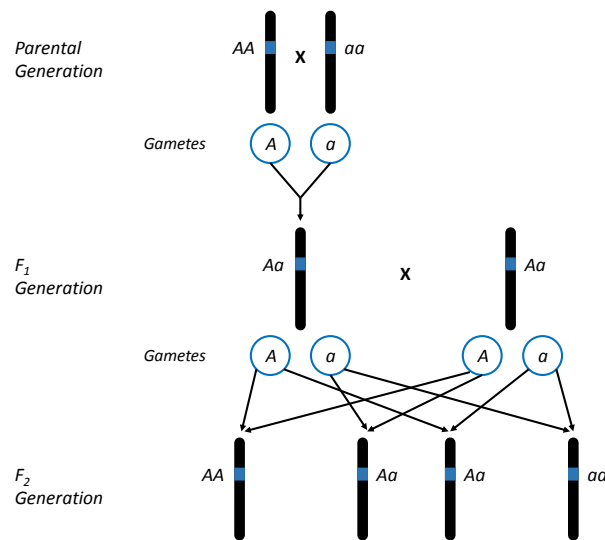 Parental
Generation
AA
X
aa
Gametes
A
a
F1
Generation
Aa
X
Aa
Gametes
A
a
A
a
F2
Generation
AA
Aa
Aa
aa